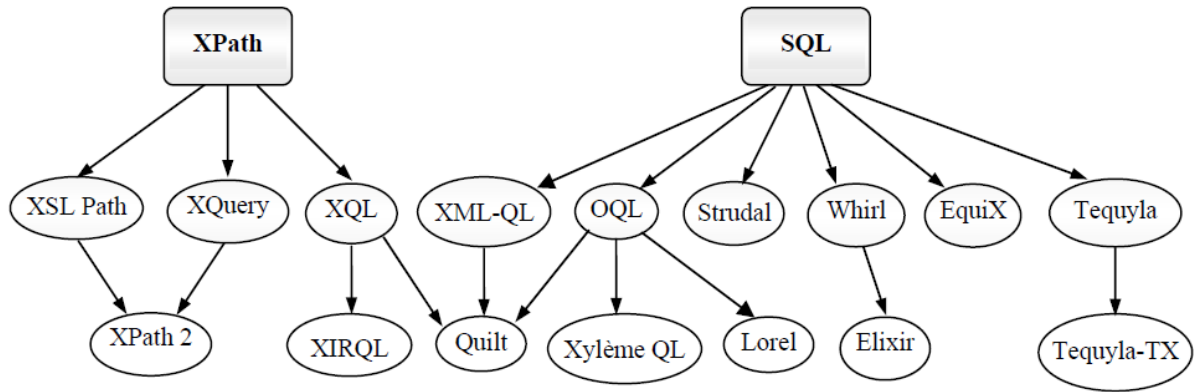 XPath
SQL
XSL Path
XQuery
XQL
XML-QL
OQL
Strudal
Whirl
EquiX
Tequyla
XPath 2
XIRQL
Quilt
Xylème QL
Lorel
Elixir
Tequyla-TX